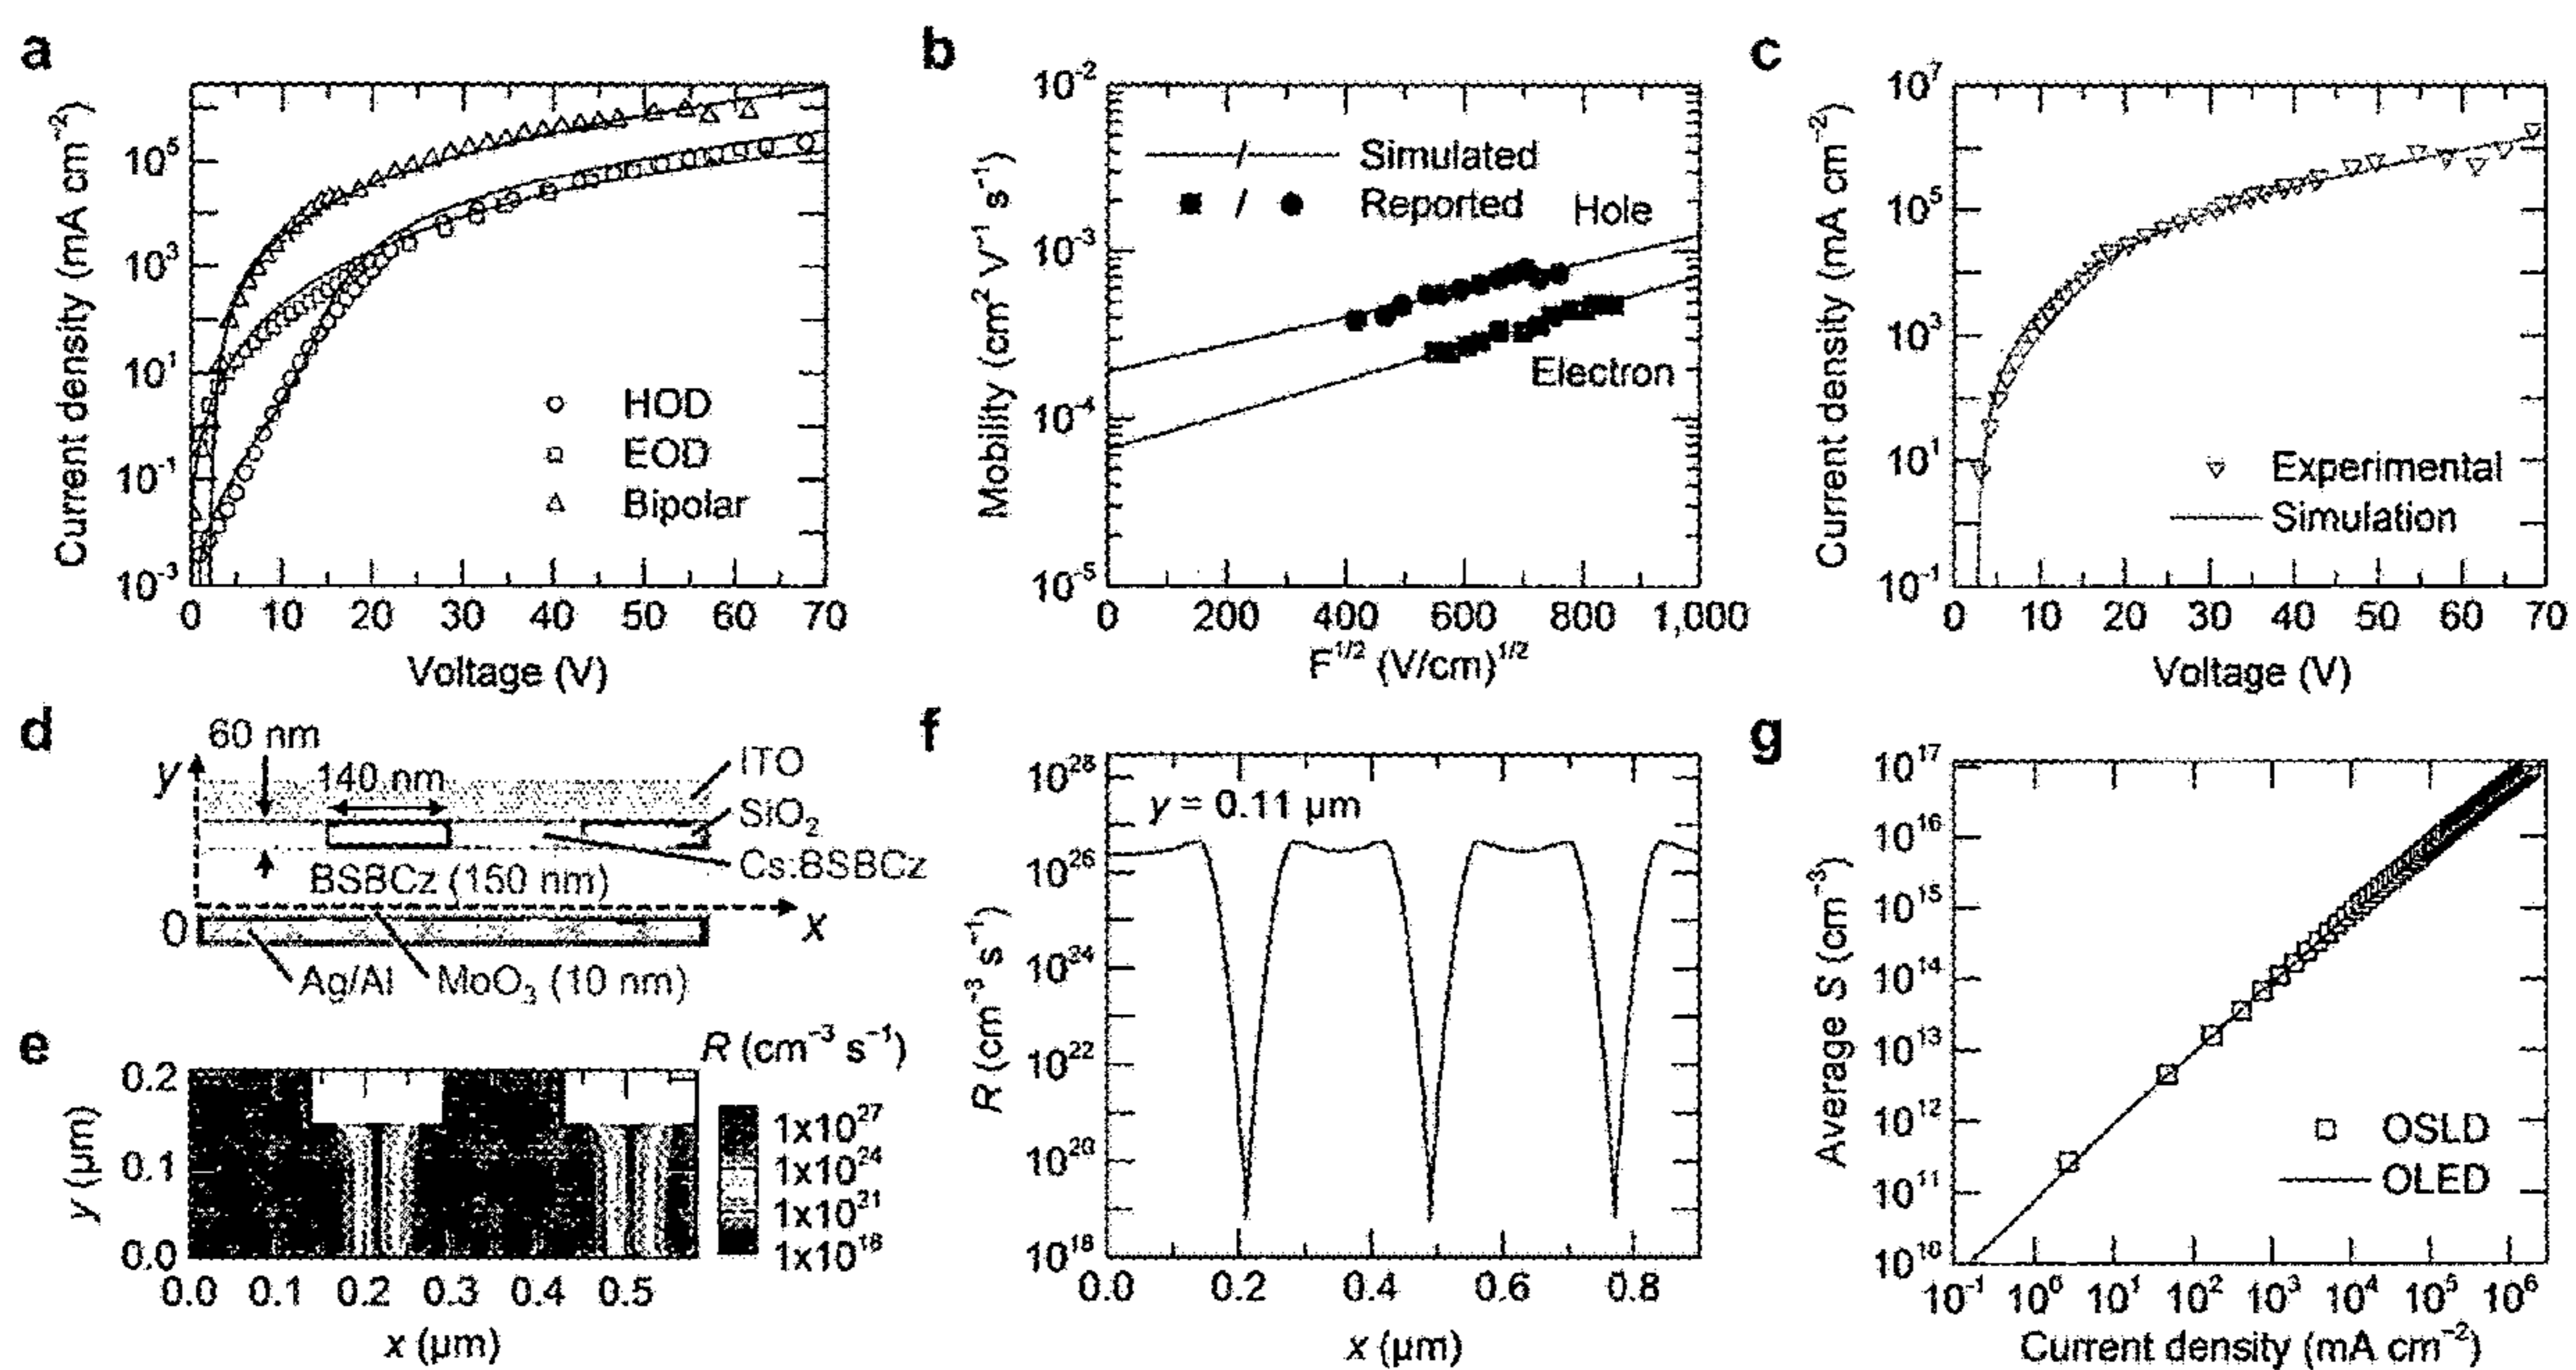 a
Current density (mA cm⁻²)
10⁵
10³
10¹
10⁻¹
10⁻³
0 10 20 30 40 50 60 70
Voltage (V)
HOD
EOD
Bipolar
b
Mobility (cm² V⁻¹ s⁻¹)
10⁻²
10⁻³
10⁻⁴
10⁻⁵
0 200 400 600 800 1,000
F^1/2 (V/cm)^1/2
/ Simulated
/ Reported
Hole
Electron
c
Current density (mA cm⁻²)
10⁷
10⁵
10³
10¹
10⁻¹
0 10 20 30 40 50 60 70
Voltage (V)
Experimental
Simulation
d
60 nm
y
140 nm
ITO
SiO₂
Cs:BSBCz
BSBCz (150 nm)
0
x
Ag/Al
MoO₃ (10 nm)
e
R (cm⁻³ s⁻¹)
y (μm)
0.2
0.1
0.0
0.0 0.1 0.2 0.3 0.4 0.5
x (μm)
1x10²⁷
1x10²⁴
1x10²¹
1x10¹⁸
f
R (cm⁻³ s⁻¹)
10²⁸
10²⁶
10²⁴
10²²
10²⁰
10¹⁸
y = 0.11 μm
0.0 0.2 0.4 0.6 0.8
x (μm)
g
Average S (cm⁻³)
10¹⁷
10¹⁶
10¹⁵
10¹⁴
10¹³
10¹²
10¹¹
10¹⁰
10⁻¹ 10⁰ 10¹ 10² 10³ 10⁴ 10⁵ 10⁶
Current density (mA cm⁻²)
OSLD
OLED